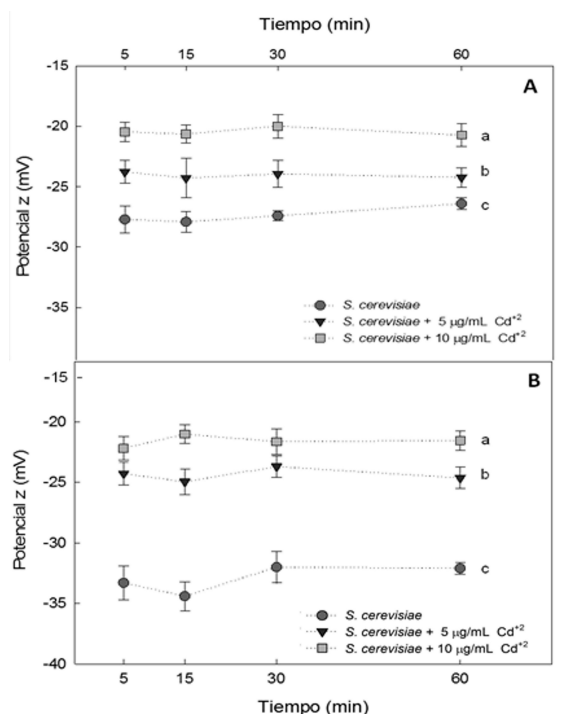 Tiempo (min)
5 15 30 60
-15
A
-20
a
b
-25
c
-30
-35
Potencial z (mV)
S. cerevisiae
S. cerevisiae + 5 µg/mL Cd⁺²
S. cerevisiae + 10 µg/mL Cd⁺²
B
-15
-20
a
-25
b
-30
c
-35
-40
Potencial z (mV)
S. cerevisiae
S. cerevisiae + 5 µg/mL Cd⁺²
S. cerevisiae + 10 µg/mL Cd⁺²
5 15 30 60
Tiempo (min)